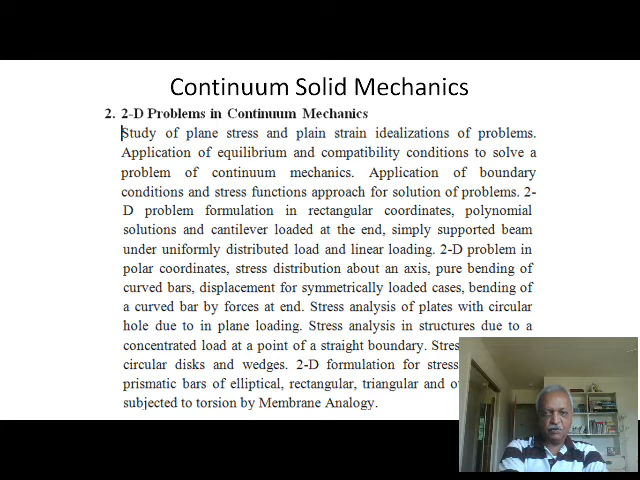 Continuum Solid Mechanics
2. 2-D Problems in Continuum Mechanics
Study of plane stress and plain strain idealizations of problems.
Application of equilibrium and compatibility conditions to solve a
problem of continuum mechanics. Application of boundary
conditions and stress functions approach for solution of problems. 2-
D problem formulation in rectangular coordinates, polynomial
solutions and cantilever loaded at the end, simply supported beam
under uniformly distributed load and linear loading. 2-D problem in
polar coordinates, stress distribution about an axis, pure bending of
curved bars, displacement for symmetrically loaded cases, bending of
a curved bar by forces at end. Stress analysis of plates with circular
hole due to in plane loading. Stress analysis in structures due to a
concentrated load at a point of a straight boundary.
circular disks and wedges. 2-D formulation for
prismatic bars of elliptical, rectangular, triangular and
subjected to torsion by Membrane Analogy.